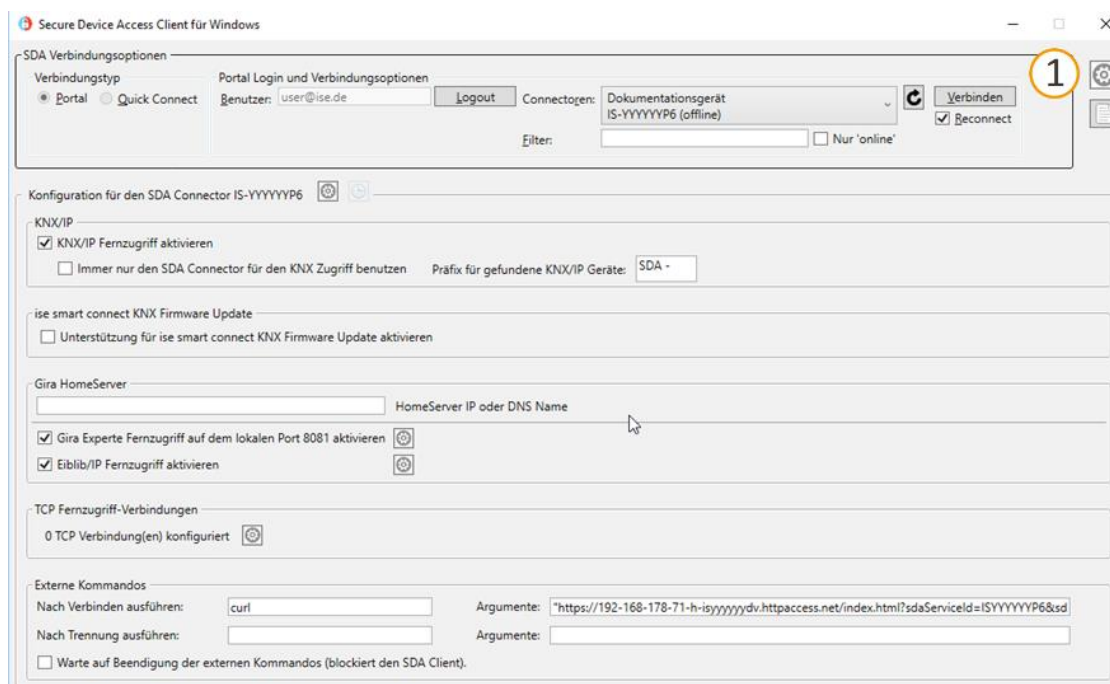 Secure Device Access Client für Windows
SDA Verbindungsoptionen
Verbindungstyp
Portal Quick Connect
Portal Login und Verbindungsoptionen
Benutzer: user@ise.de Logout Connectoren: Dokumentationsgerät
IS-YYYYYYP6 (offline)
Verbinden
Reconnect
Filter: Nur 'online'
1
Konfiguration für den SDA Connector IS-YYYYYYP6
KNX/IP
KNX/IP Fernzugriff aktivieren
Immer nur den SDA Connector für den KNX Zugriff benutzen Präfix für gefundene KNX/IP Geräte: SDA -
ise smart connect KNX Firmware Update
Unterstützung für ise smart connect KNX Firmware Update aktivieren
Gira HomeServer
HomeServer IP oder DNS Name
Gira Experte Fernzugriff auf dem lokalen Port 8081 aktivieren
Eiblib/IP Fernzugriff aktivieren
TCP Fernzugriff-Verbindungen
0 TCP Verbindung(en) konfiguriert
Externe Kommandos
Nach Verbinden ausführen: curl Argumente: "https://192-168-178-71-h-isyyyyyydv.httpaccess.net/index.html?sdaServiceId=ISYYYYYYP6&sd
Nach Trennung ausführen: Argumente:
Warte auf Beendigung der externen Kommandos (blockiert den SDA Client).